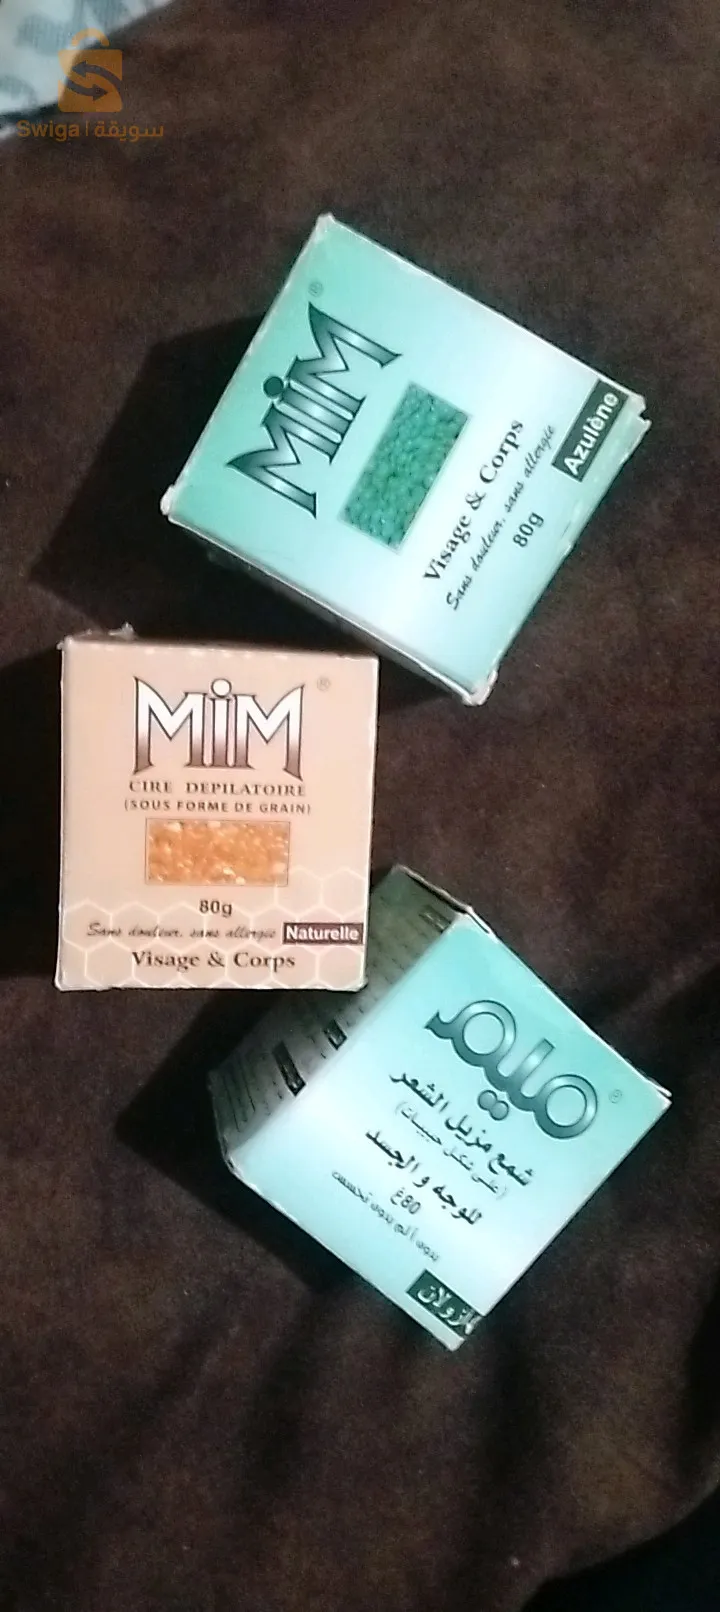 Swiga | سويقة
MiM ®
Visage & Corps
Sans douleur, sans allergie
80g
Azulène
MiM ®
CIRE DEPILATOIRE
(SOUS FORME DE GRAIN)
80g
Sans douleur, sans allergie
Naturelle
Visage & Corps
ميم ®
شمع مزيل الشعر
(على شكل حبيبات)
للوجه و الجسد
80غ
بدون ألم بدون تحسس